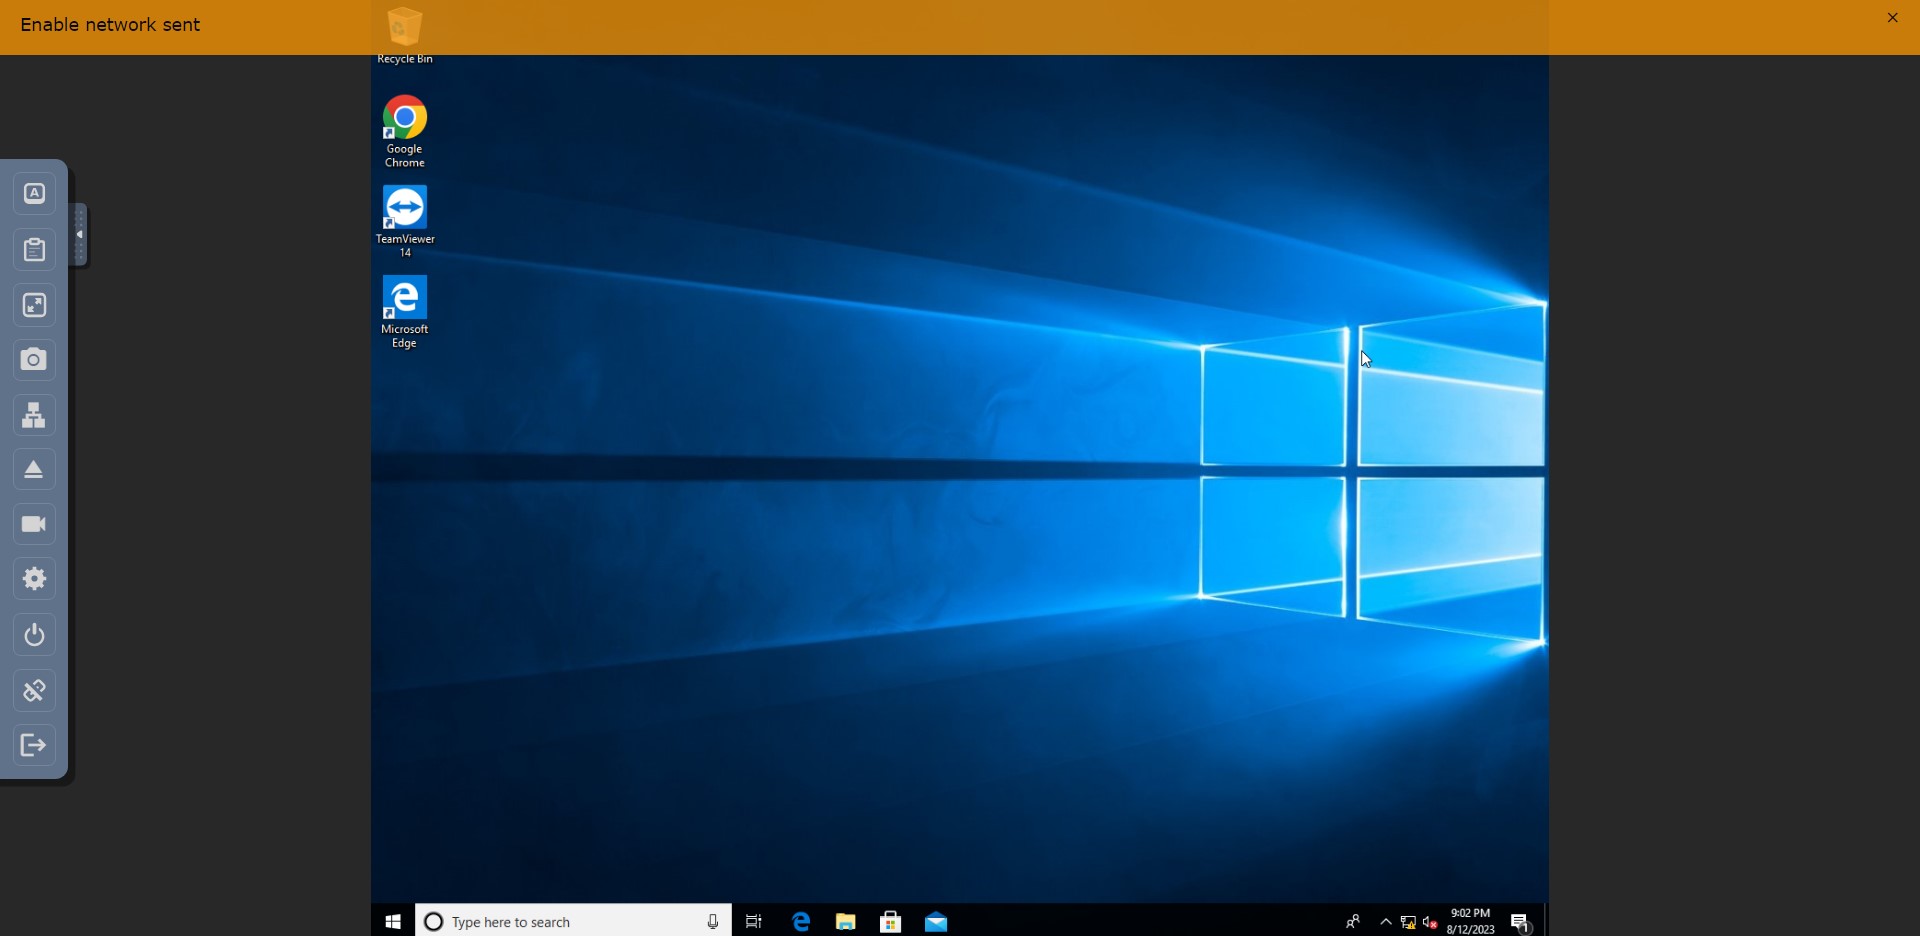 Enable network sent
Recycle Bin
Google
Chrome
TeamViewer
14
Microsoft
Edge
Type here to search
9:02 PM
8/12/2023
1
A